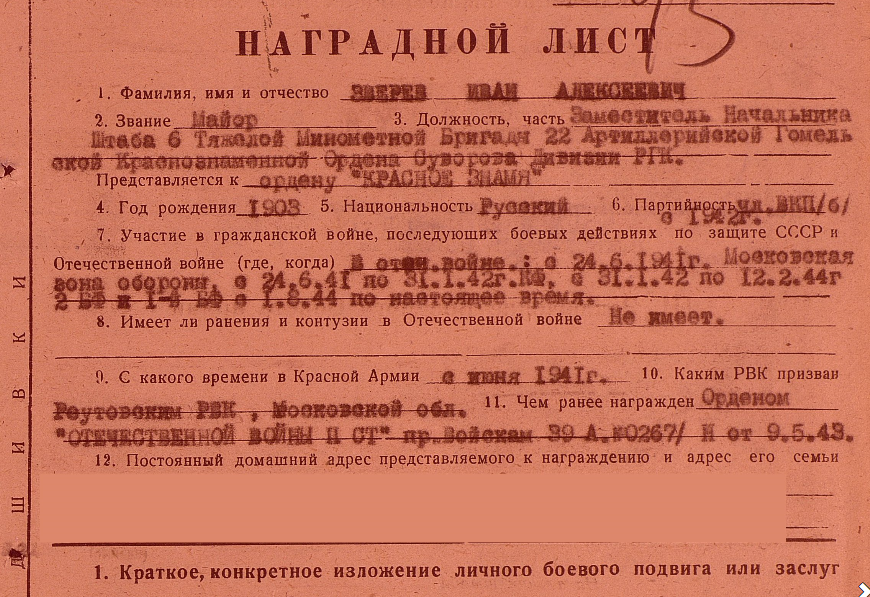 НАГРАДНОЙ ЛИСТ
1. Фамилия, имя и отчество ЗВЕРЕВ ИВАН АЛЕКСЕЕВИЧ
2. Звание Майор 3. Должность, часть Заместитель Начальника
Штаба 6 Тяжелой Минометной Бригады 22 Артиллерийской Гомель
ской Краснознаменной Ордена Суворова Дивизии РГК.
Представляется к ордену "КРАСНОЕ ЗНАМЯ"
4. Год рождения 1903 5. Национальность Русский 6. Партийность чл.ВКП/б/
с 1942г.
7. Участие в гражданской войне, последующих боевых действиях по защите СССР и
Отечественной войне (где, когда) В отеч.войне.: с 24.6.1941г. Московская
зона обороны, с 24.6.41 по 31.1.42г.КФ, с 31.1.42 по 12.2.44г
2 БФ и 1-й БФ с 1.8.44 по настоящее время.
8. Имеет ли ранения и контузии в Отечественной войне Не имеет.
9. С какого времени в Красной Армии с июня 1941г. 10. Каким РВК призван
Реутовским РВК, Московской обл. 11. Чем ранее награжден Орденом
"ОТЕЧЕСТВЕННОЙ ВОЙНЫ II СТ" пр.Войскам 39 А.№0267/ Н от 9.5.43.
12. Постоянный домашний адрес представляемого к награждению и адрес его семьи
1. Краткое, конкретное изложение личного боевого подвига или заслуг
Д Ш И В К И